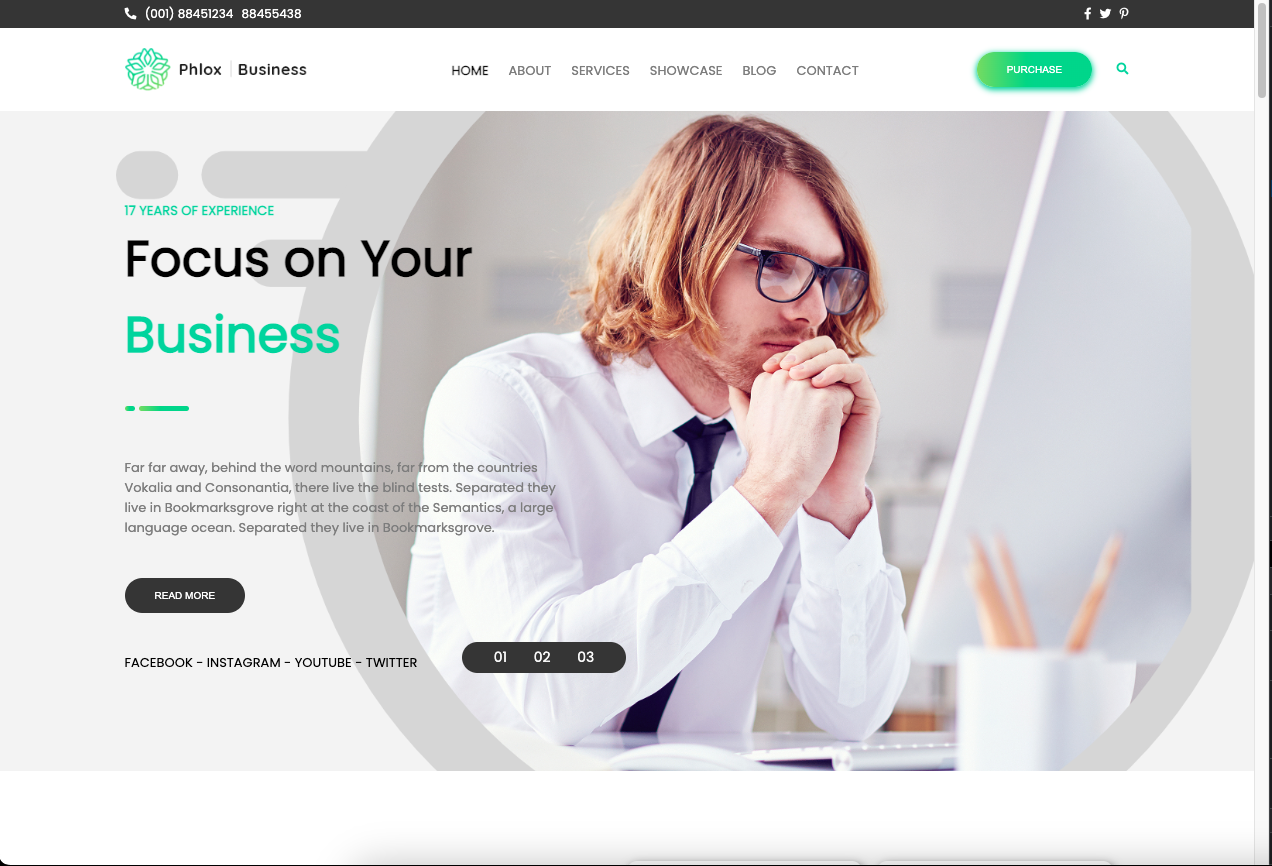 (001) 88451234 88455438
Phlox Business
HOME ABOUT SERVICES SHOWCASE BLOG CONTACT
PURCHASE
17 YEARS OF EXPERIENCE
Focus on Your
Business
Far far away, behind the word mountains, far from the countries
Vokalia and Consonantia, there live the blind tests. Separated they
live in Bookmarksgrove right at the coast of the Semantics, a large
language ocean. Separated they live in Bookmarksgrove.
READ MORE
FACEBOOK - INSTAGRAM - YOUTUBE - TWITTER
01 02 03